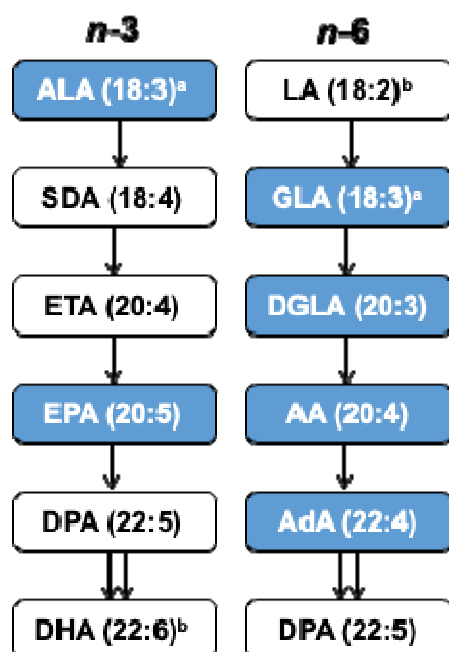 n-3 n-6
ALA (18:3)ᵃ LA (18:2)ᵇ
SDA (18:4) GLA (18:3)ᵃ
ETA (20:4) DGLA (20:3)
EPA (20:5) AA (20:4)
DPA (22:5) AdA (22:4)
DHA (22:6)ᵇ DPA (22:5)